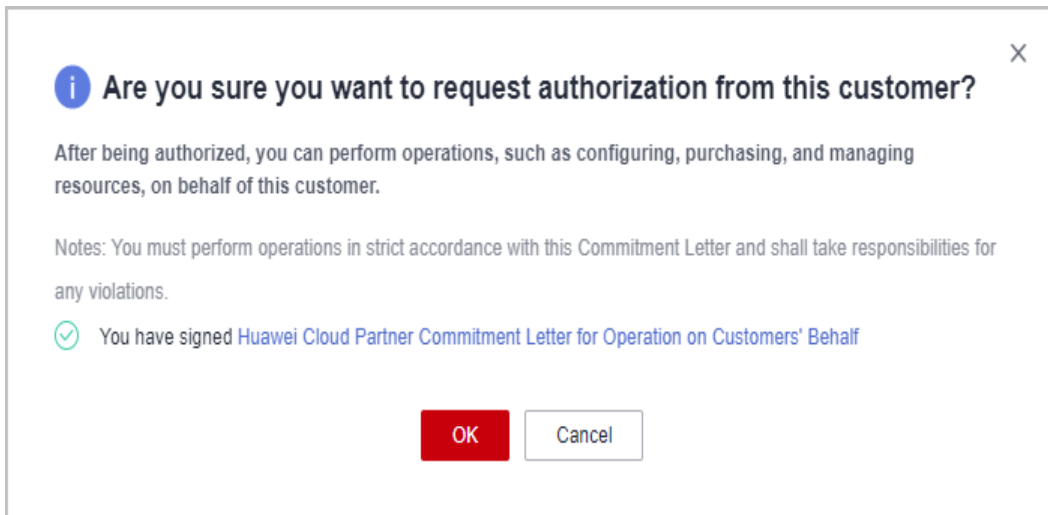 Are you sure you want to request authorization from this customer?
After being authorized, you can perform operations, such as configuring, purchasing, and managing
resources, on behalf of this customer.
Notes: You must perform operations in strict accordance with this Commitment Letter and shall take responsibilities for
any violations.
You have signed Huawei Cloud Partner Commitment Letter for Operation on Customers' Behalf
OK Cancel